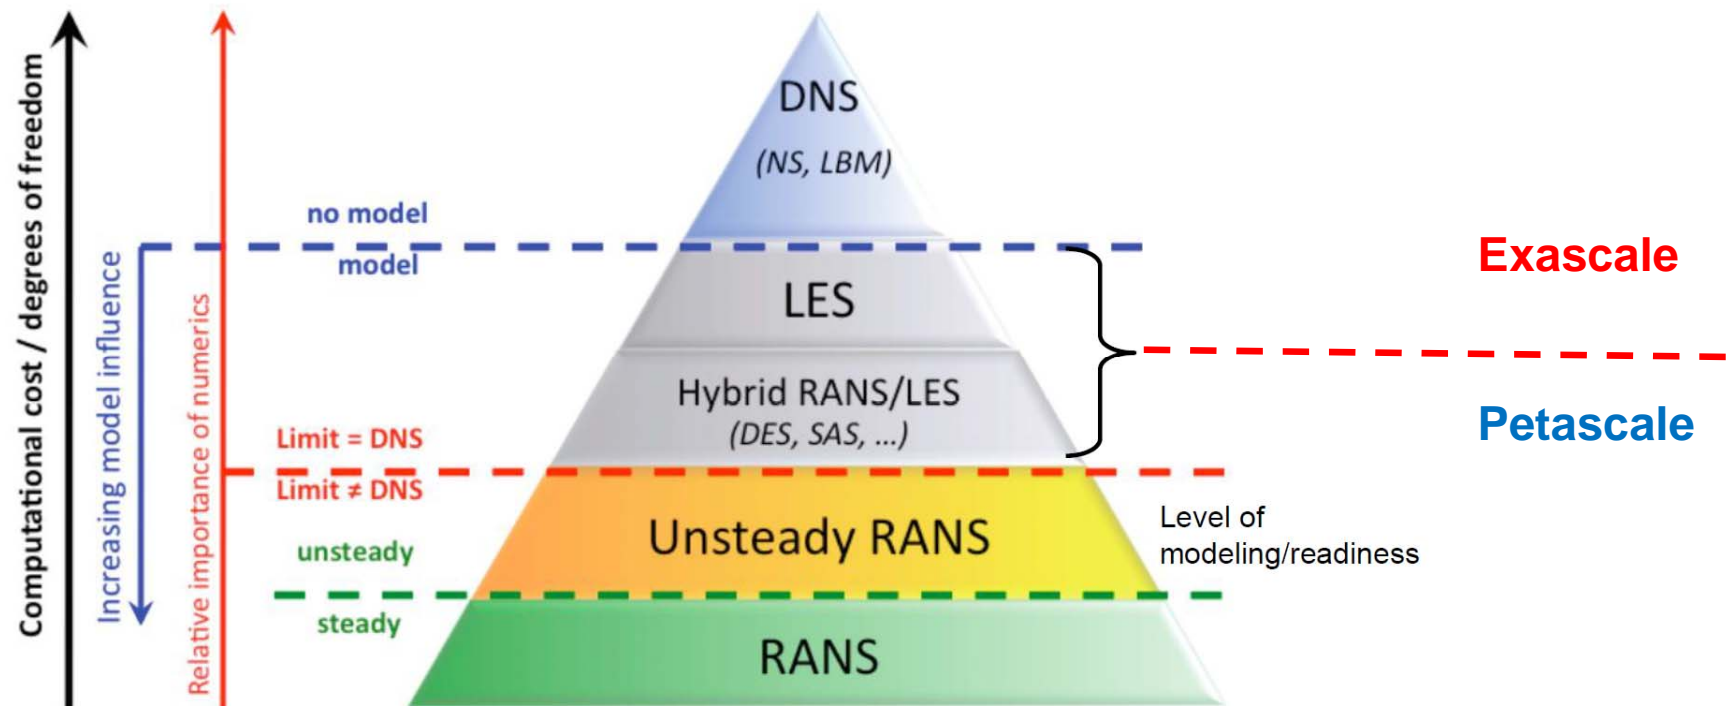 Computational cost / degrees of freedom
Increasing model influence
Relative importance of numerics
no model
model
Limit = DNS
Limit ≠ DNS
unsteady
steady
DNS
(NS, LBM)
LES
Hybrid RANS/LES
(DES, SAS, ...)
Unsteady RANS
RANS
Level of
modeling/readiness
Exascale
Petascale